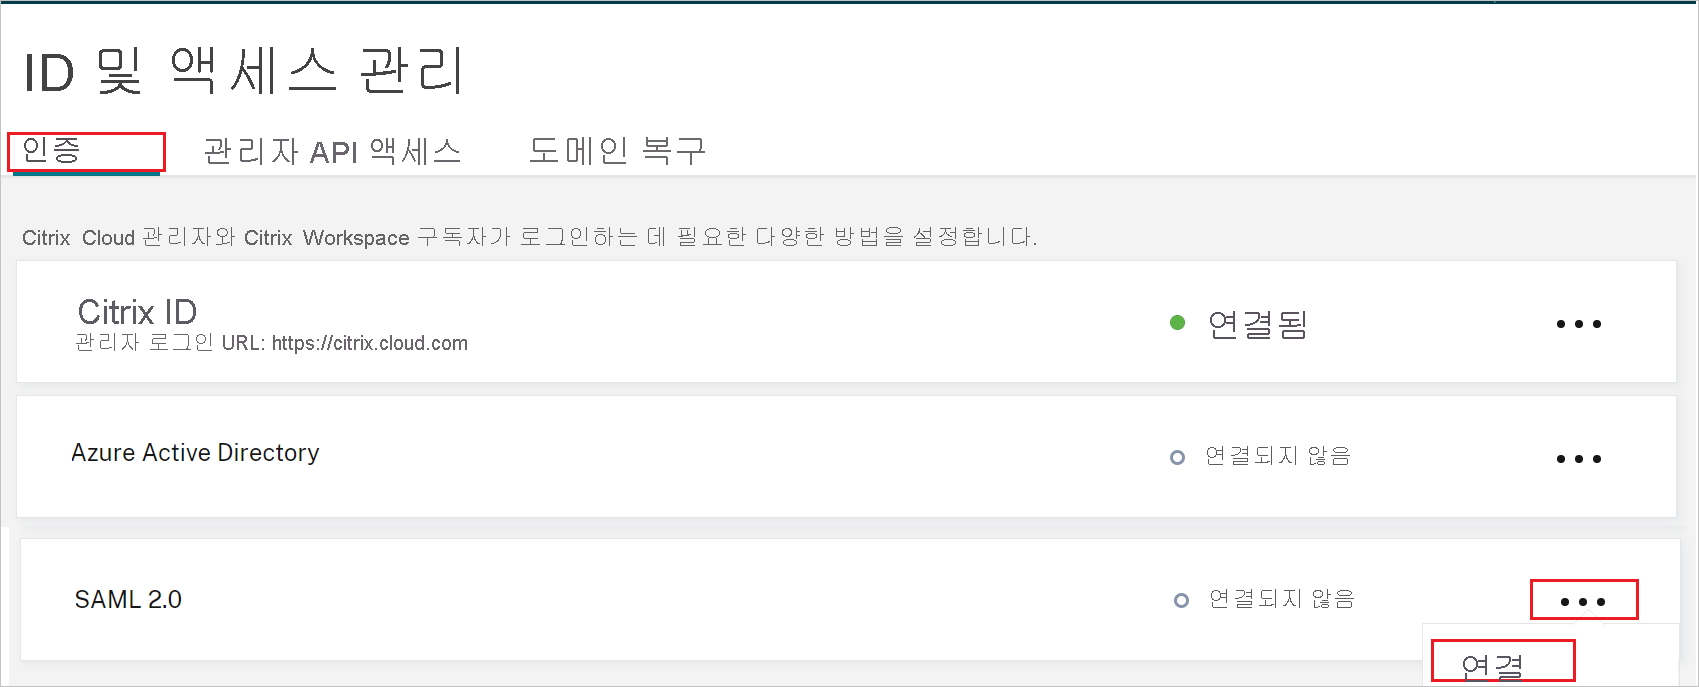 ID 및 액세스 관리
인증 관리자 API 액세스 도메인 복구
Citrix Cloud 관리자와 Citrix Workspace 구독자가 로그인하는 데 필요한 다양한 방법을 설정합니다.
Citrix ID
관리자 로그인 URL: https://citrix.cloud.com
연결됨
Azure Active Directory
연결되지 않음
SAML 2.0
연결되지 않음
연결